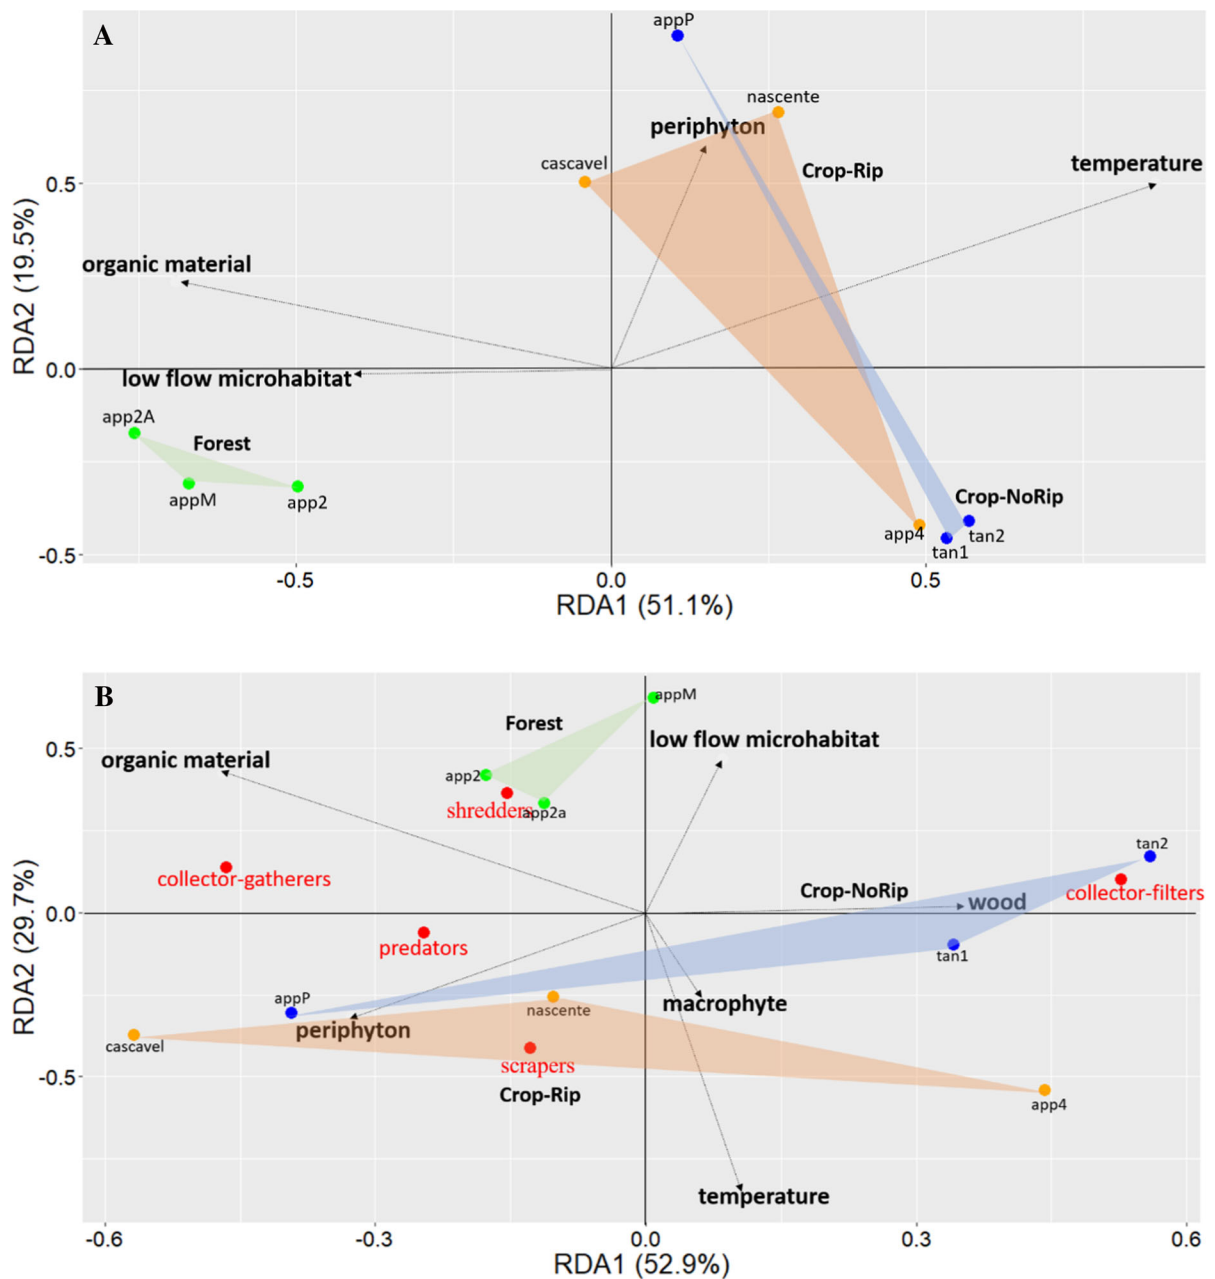 A
appP
nascente
periphyton
cascavel
Crop-Rip
temperature
0.5
organic material
RDA2 (19.5%)
0.0
low flow microhabitat
app2A
Forest
appM
app2
Crop-NoRip
app4
tan2
tan1
-0.5
-0.5
0.0
0.5
RDA1 (51.1%)
B
appM
Forest
low flow microhabitat
0.5
organic material
app2
shredders
app2a
tan2
collector-gatherers
Crop-NoRip
wood
collector-filters
RDA2 (29.7%)
0.0
predators
tan1
appP
nascente
macrophyte
periphyton
cascavel
scrapers
-0.5
Crop-Rip
app4
temperature
-0.6
-0.3
0.0
0.3
0.6
RDA1 (52.9%)